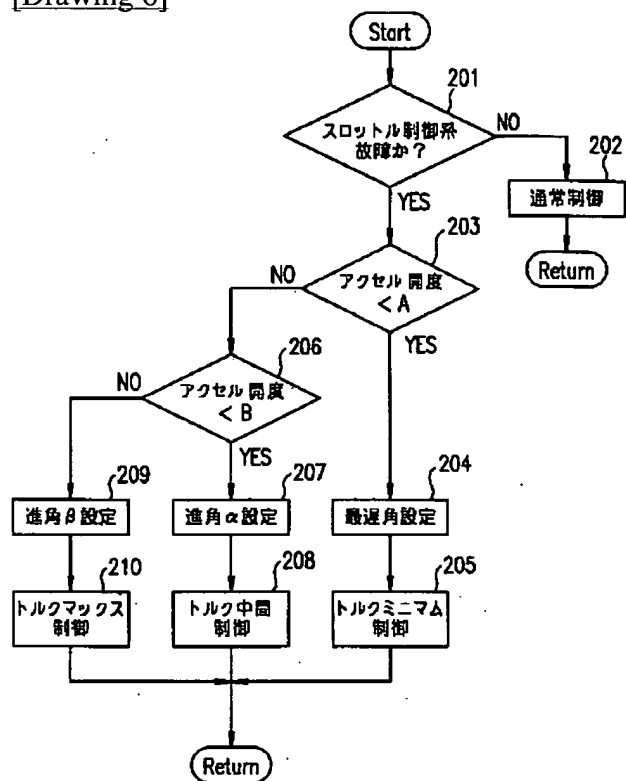 [Drawing 6]
Start
201
スロットル制御系
故障か？
NO
202
通常制御
Return
YES
203
アクセル開度
<A
NO
YES
206
アクセル開度
<B
NO
YES
209
進角β設定
207
進角α設定
204
最遅角設定
210
トルクマックス
制御
208
トルク中間
制御
205
トルクミニマム
制御
Return